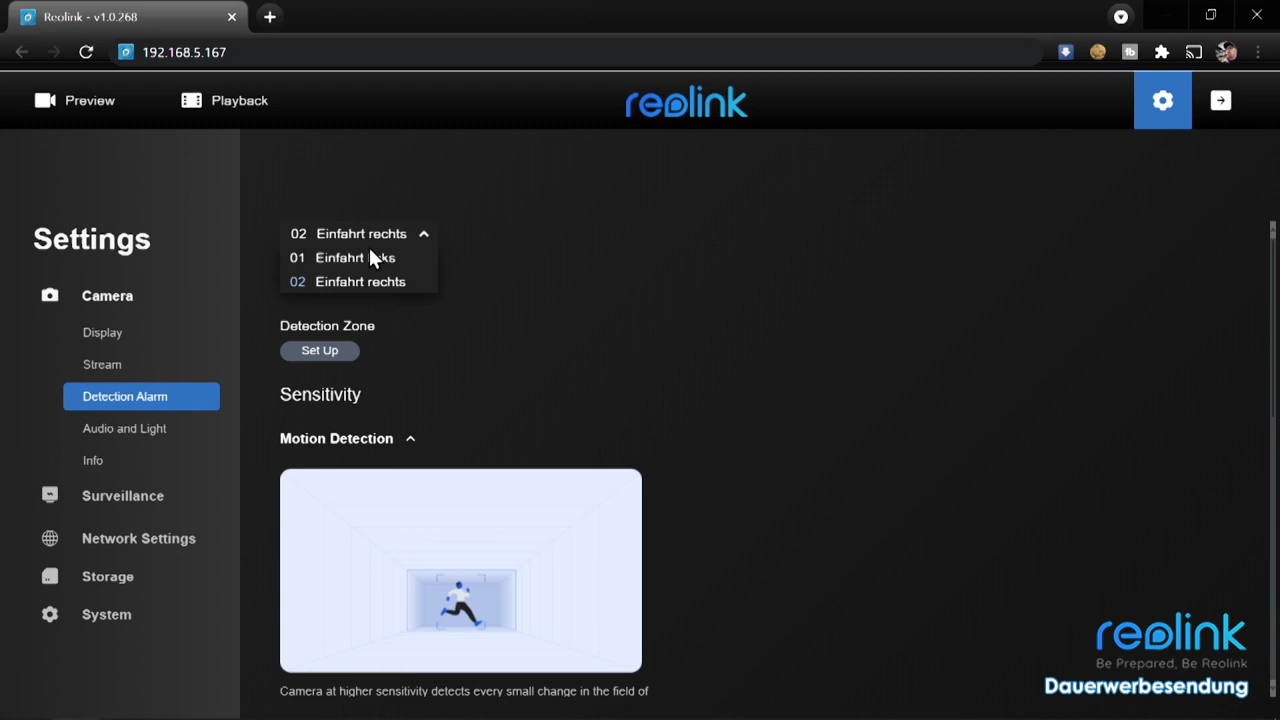 Reolink - v1.0.268
192.168.5.167
Preview
Playback
reolink
Settings
Camera
Display
Stream
Detection Alarm
Audio and Light
Info
Surveillance
Network Settings
Storage
System
02 Einfahrt rechts
01 Einfahrt
02 Einfahrt rechts
Detection Zone
Set Up
Sensitivity
Motion Detection
Camera at higher sensitivity detects every small change in the field of
reolink
Be Prepared, Be Reolink
Dauerwerbesendung